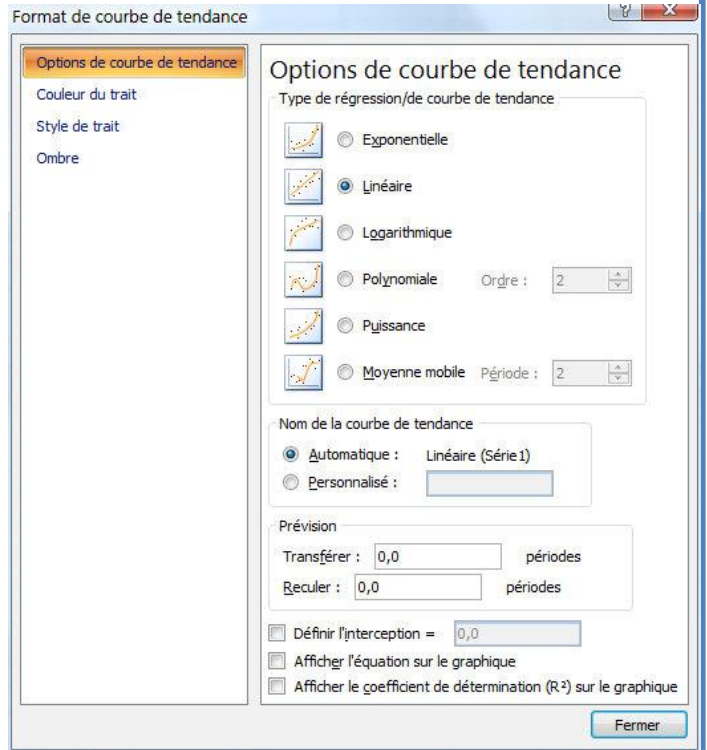 Format de courbe de tendance
?
Options de courbe de tendance
Couleur du trait
Style de trait
Ombre
Options de courbe de tendance
Type de régression/de courbe de tendance
Exponentielle
Linéaire
Logarithmique
Polynomiale Ordre : 2
Puissance
Moyenne mobile Période : 2
Nom de la courbe de tendance
Automatique : Linéaire (Série1)
Personnalisé :
Prévision
Transférer : 0,0 périodes
Reculer : 0,0 périodes
Définir l'interception = 0,0
Afficher l'équation sur le graphique
Afficher le coefficient de détermination (R²) sur le graphique
Fermer